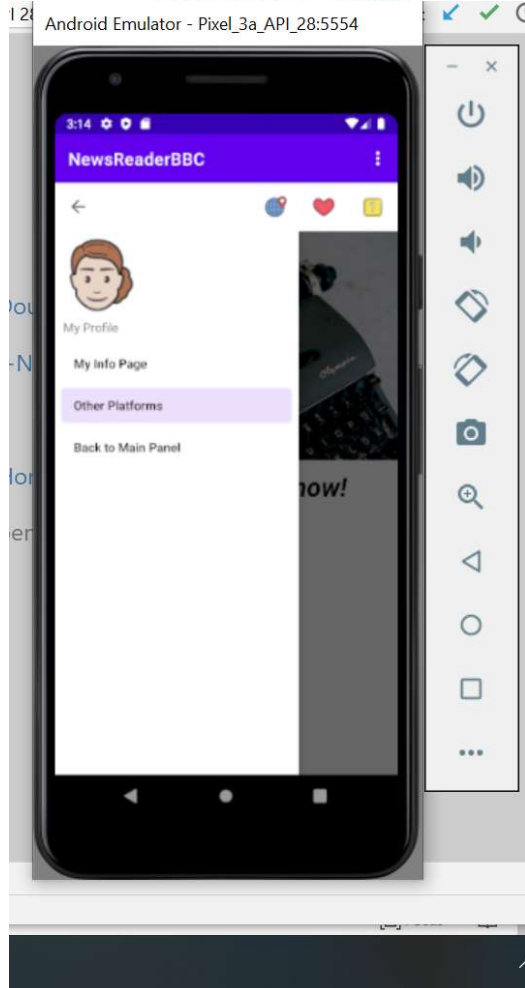 Android Emulator - Pixel_3a_API_28:5554
3:14
NewsReaderBBC
My Profile
Olympia
My Info Page
Other Platforms
Back to Main Panel
now!